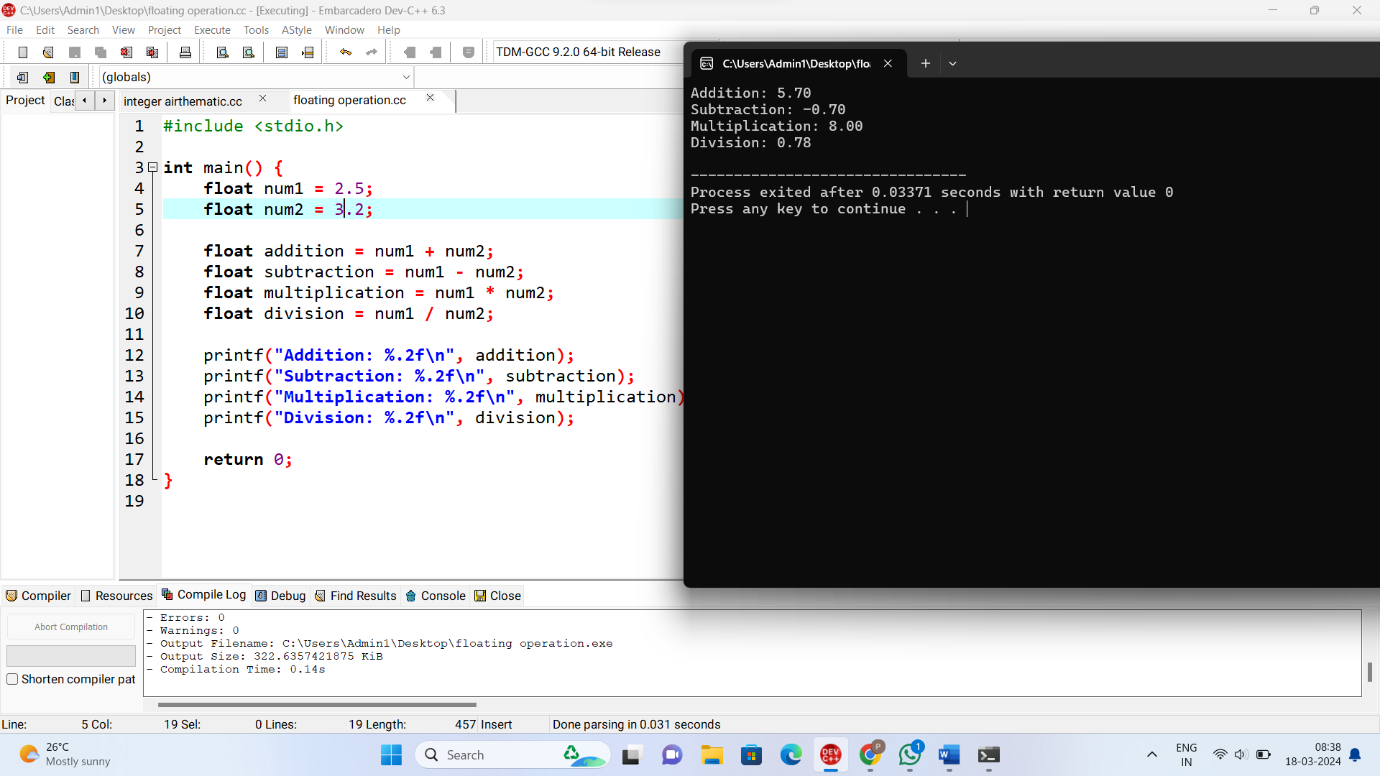 C:\Users\Admin1\Desktop\floating operation.cc - [Executing] - Embarcadero Dev-C++ 6.3
File Edit Search View Project Execute Tools AStyle Window Help
TDM-GCC 9.2.0 64-bit Release
(globals)
Project Clas
integer airthematic.cc
floating operation.cc
1 #include <stdio.h>
2
3 int main() {
4 float num1 = 2.5;
5 float num2 = 3.2;
6
7 float addition = num1 + num2;
8 float subtraction = num1 - num2;
9 float multiplication = num1 * num2;
10 float division = num1 / num2;
11
12 printf("Addition: %.2f\n", addition);
13 printf("Subtraction: %.2f\n", subtraction);
14 printf("Multiplication: %.2f\n", multiplication)
15 printf("Division: %.2f\n", division);
16
17 return 0;
18 }
19
C:\Users\Admin1\Desktop\floa
Addition: 5.70
Subtraction: -0.70
Multiplication: 8.00
Division: 0.78
--------------------------------
Process exited after 0.03371 seconds with return value 0
Press any key to continue . . .
Compiler Resources Compile Log Debug Find Results Console Close
Abort Compilation
Shorten compiler pat
- Errors: 0
- Warnings: 0
- Output Filename: C:\Users\Admin1\Desktop\floating operation.exe
- Output Size: 322.6357421875 KiB
- Compilation Time: 0.14s
Line: 5 Col: 19 Sel: 0 Lines: 19 Length: 457 Insert Done parsing in 0.031 seconds
26°C
Mostly sunny
Search
DEV
C++
P
1
W
ENG
IN
08:38
18-03-2024